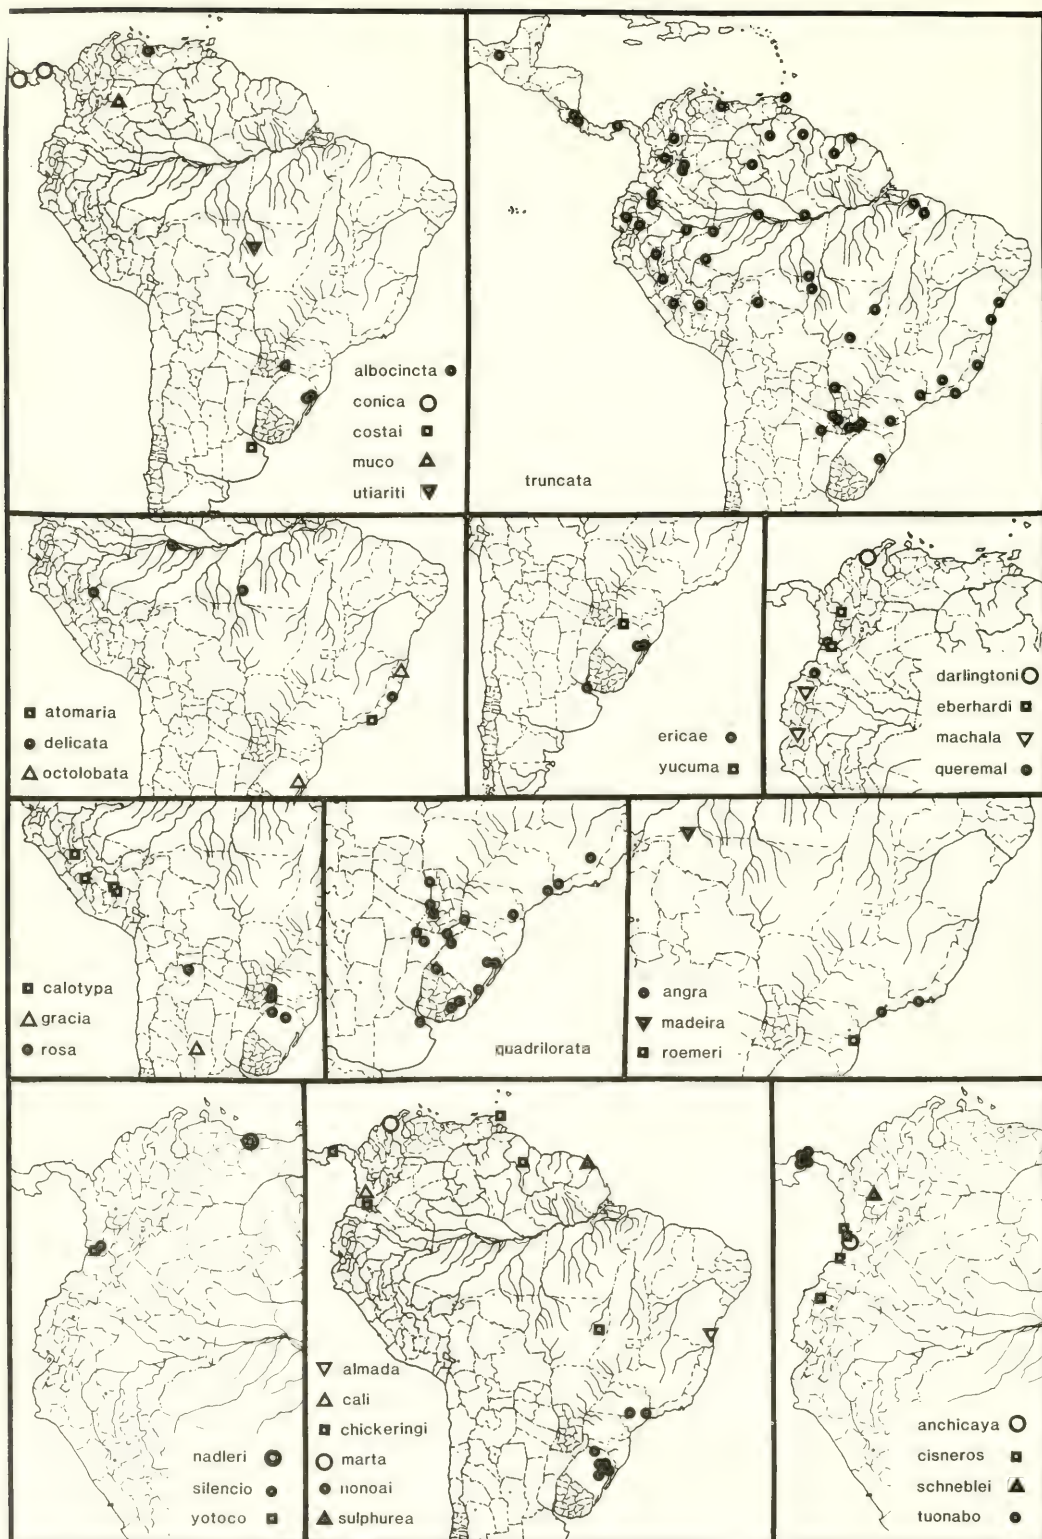 albocincta
conica
costai
muco
utiariti
truncata
atomaria
delicata
octolobata
ericae
yucuma
darlingtoni
eberhardi
machala
queremal
calotypa
gracia
rosa
quadrilorata
angra
madeira
roemeri
nadleri
silencio
yotoco
almada
cali
chickeringi
marta
nonoai
sulphurea
anchicaya
cisneros
schneblei
tuonabo